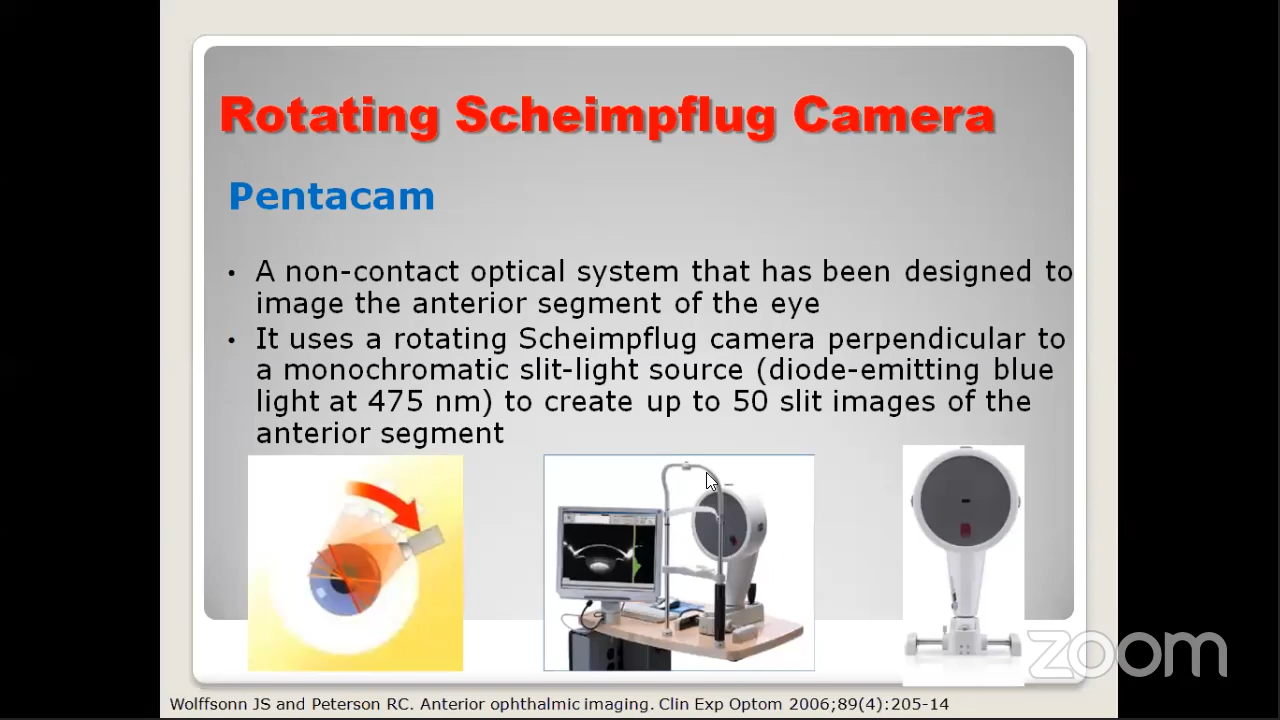 Rotating Scheimpflug Camera
Pentacam
• A non-contact optical system that has been designed to
image the anterior segment of the eye
• It uses a rotating Scheimpflug camera perpendicular to
a monochromatic slit-light source (diode-emitting blue
light at 475 nm) to create up to 50 slit images of the
anterior segment
zoom
Wolffsonn JS and Peterson RC. Anterior ophthalmic imaging. Clin Exp Optom 2006;89(4):205-14